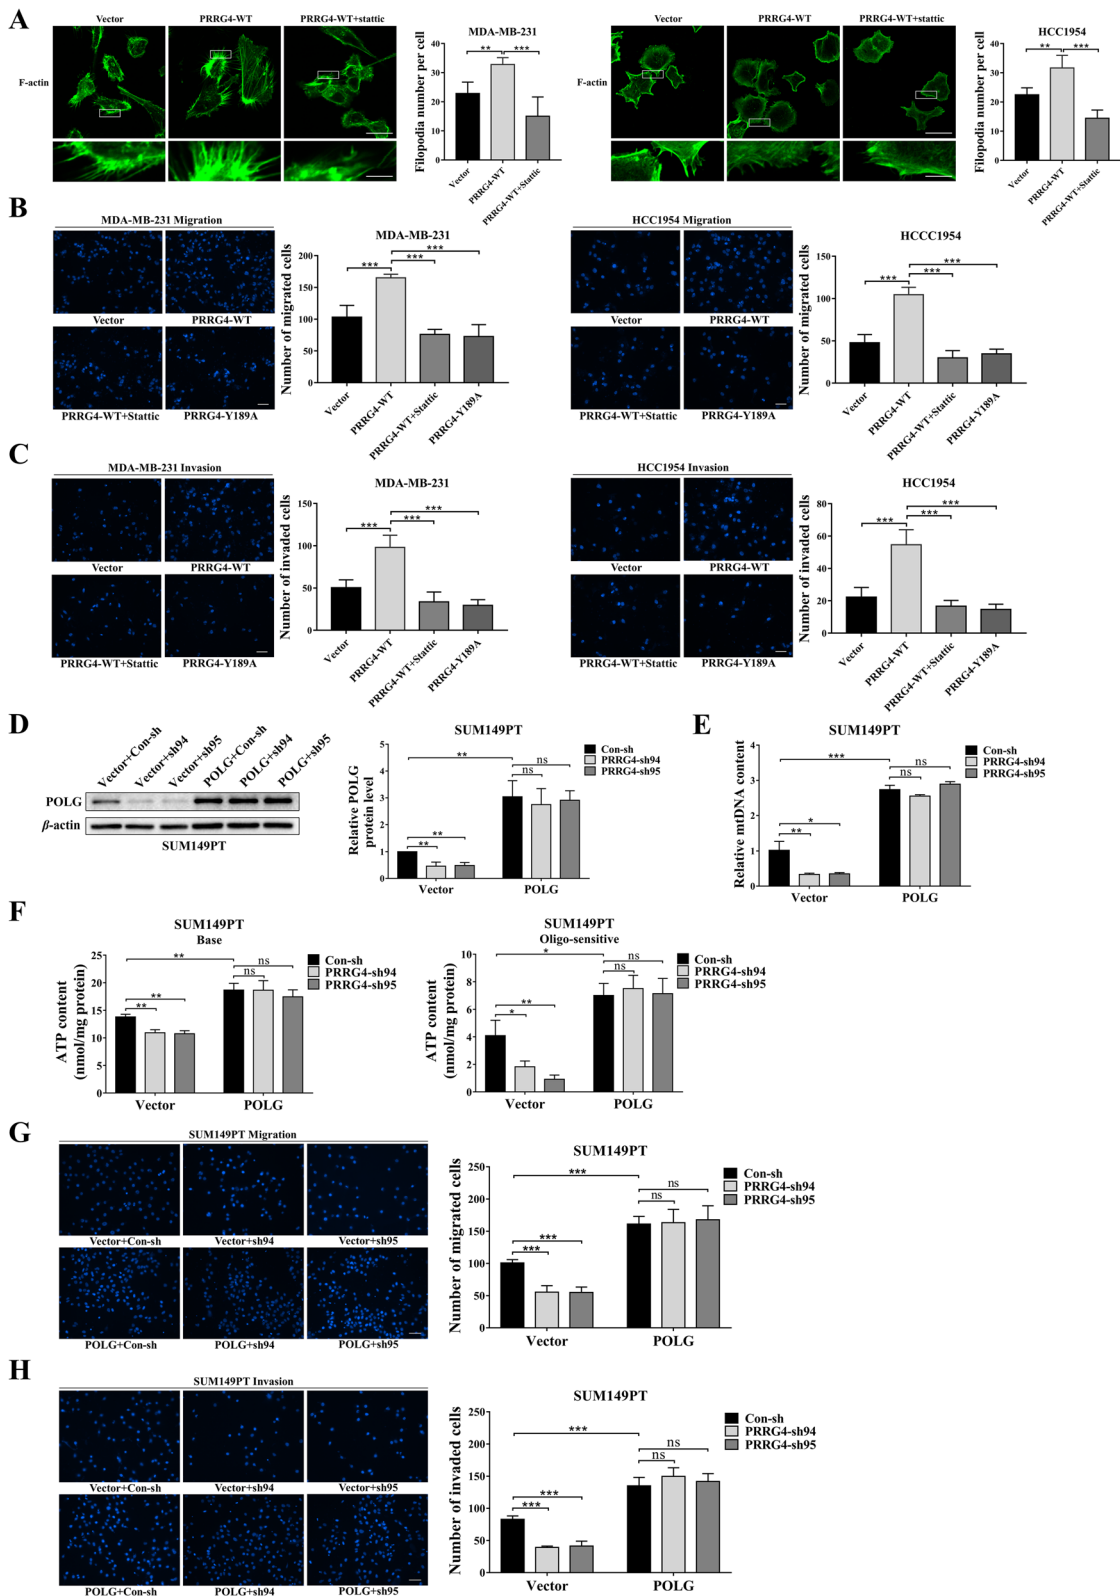 A
Vector PRRG4-WT PRRG4-WT+stattic
F-actin
MDA-MB-231
Filopodia number per cell
40
30
20
10
0
** ***
Vector PRRG4-WT PRRG4-WT+Stattic
Vector PRRG4-WT PRRG4-WT+stattic
F-actin
HCC1954
Filopodia number per cell
40
30
20
10
0
** ***
Vector PRRG4-WT PRRG4-WT+Stattic
B
MDA-MB-231 Migration
Vector PRRG4-WT
PRRG4-WT+Stattic PRRG4-Y189A
MDA-MB-231
Number of migrated cells
200
150
100
50
0
***
***
***
Vector PRRG4-WT PRRG4-WT+Stattic PRRG4-Y189A
HCC1954 Migration
Vector PRRG4-WT
PRRG4-WT+Stattic PRRG4-Y189A
HCCC1954
Number of migrated cells
150
100
50
0
***
***
***
Vector PRRG4-WT PRRG4-WT+Stattic PRRG4-Y189A
C
MDA-MB-231 Invasion
Vector PRRG4-WT
PRRG4-WT+Stattic PRRG4-Y189A
MDA-MB-231
Number of invaded cells
150
100
50
0
***
***
***
Vector PRRG4-WT PRRG4-WT+Stattic PRRG4-Y189A
HCC1954 Invasion
Vector PRRG4-WT
PRRG4-WT+Stattic PRRG4-Y189A
HCC1954
Number of invaded cells
80
60
40
20
0
***
***
***
Vector PRRG4-WT PRRG4-WT+Stattic PRRG4-Y189A
D
Vector+Con-sh Vector+sh94 Vector+sh95 POLG+Con-sh POLG+sh94 POLG+sh95
POLG
β-actin
SUM149PT
SUM149PT
Relative POLG
protein level
5
4
3
2
1
0
** ns
ns
**
**
Vector POLG
Con-sh
PRRG4-sh94
PRRG4-sh95
E
SUM149PT
Relative mtDNA content
4
3
2
1
0
*** ns
ns
*
**
Vector POLG
Con-sh
PRRG4-sh94
PRRG4-sh95
F
SUM149PT
Base
ATP content
(nmol/mg protein)
25
20
15
10
5
0
** ns
ns
**
**
Vector POLG
Con-sh
PRRG4-sh94
PRRG4-sh95
SUM149PT
Oligo-sensitive
ATP content
(nmol/mg protein)
10
8
6
4
2
0
* ns
ns
**
*
Vector POLG
Con-sh
PRRG4-sh94
PRRG4-sh95
G
SUM149PT Migration
Vector+Con-sh Vector+sh94 Vector+sh95
POLG+Con-sh POLG+sh94 POLG+sh95
SUM149PT
Number of migrated cells
250
200
150
100
50
0
*** ns
ns
***
***
Vector POLG
Con-sh
PRRG4-sh94
PRRG4-sh95
H
SUM149PT Invasion
Vector+Con-sh Vector+sh94 Vector+sh95
POLG+Con-sh POLG+sh94 POLG+sh95
SUM149PT
Number of invaded cells
250
200
150
100
50
0
*** ns
ns
***
***
Vector POLG
Con-sh
PRRG4-sh94
PRRG4-sh95